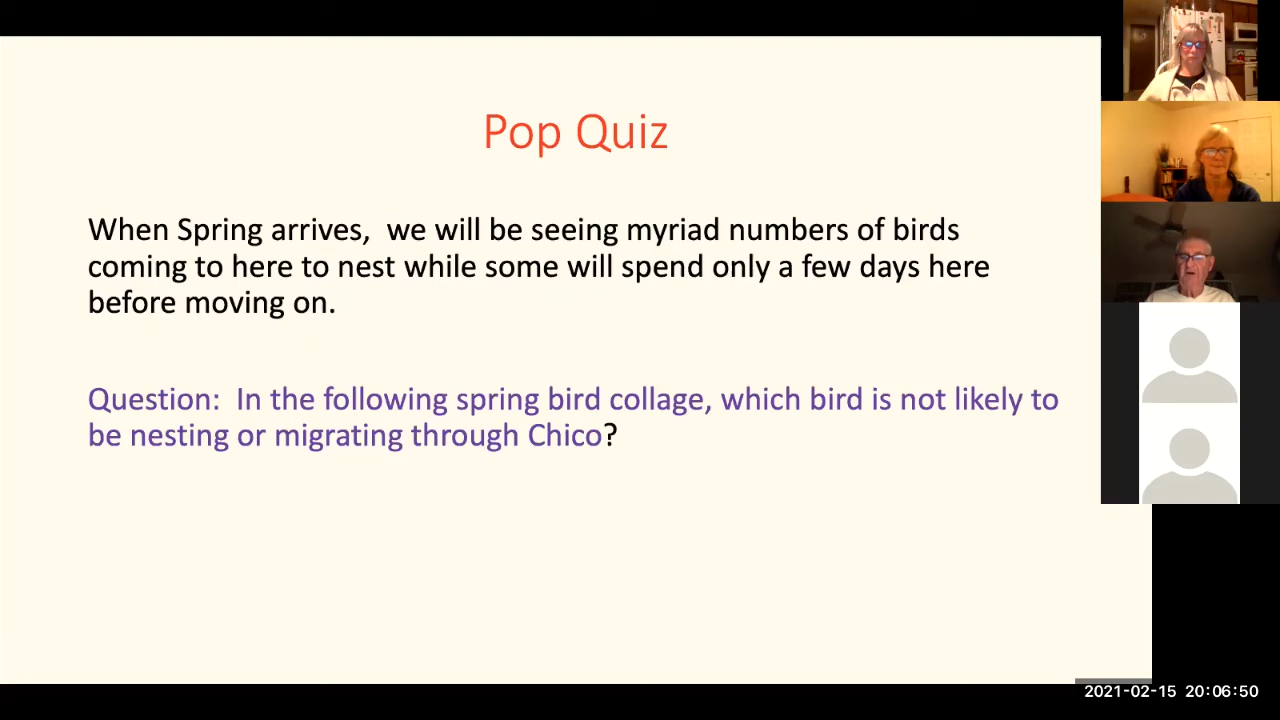 Pop Quiz
When Spring arrives,  we will be seeing myriad numbers of birds
coming to here to nest while some will spend only a few days here
before moving on.
Question:  In the following spring bird collage, which bird is not likely to
be nesting or migrating through Chico?
2021-02-15 20:06:50